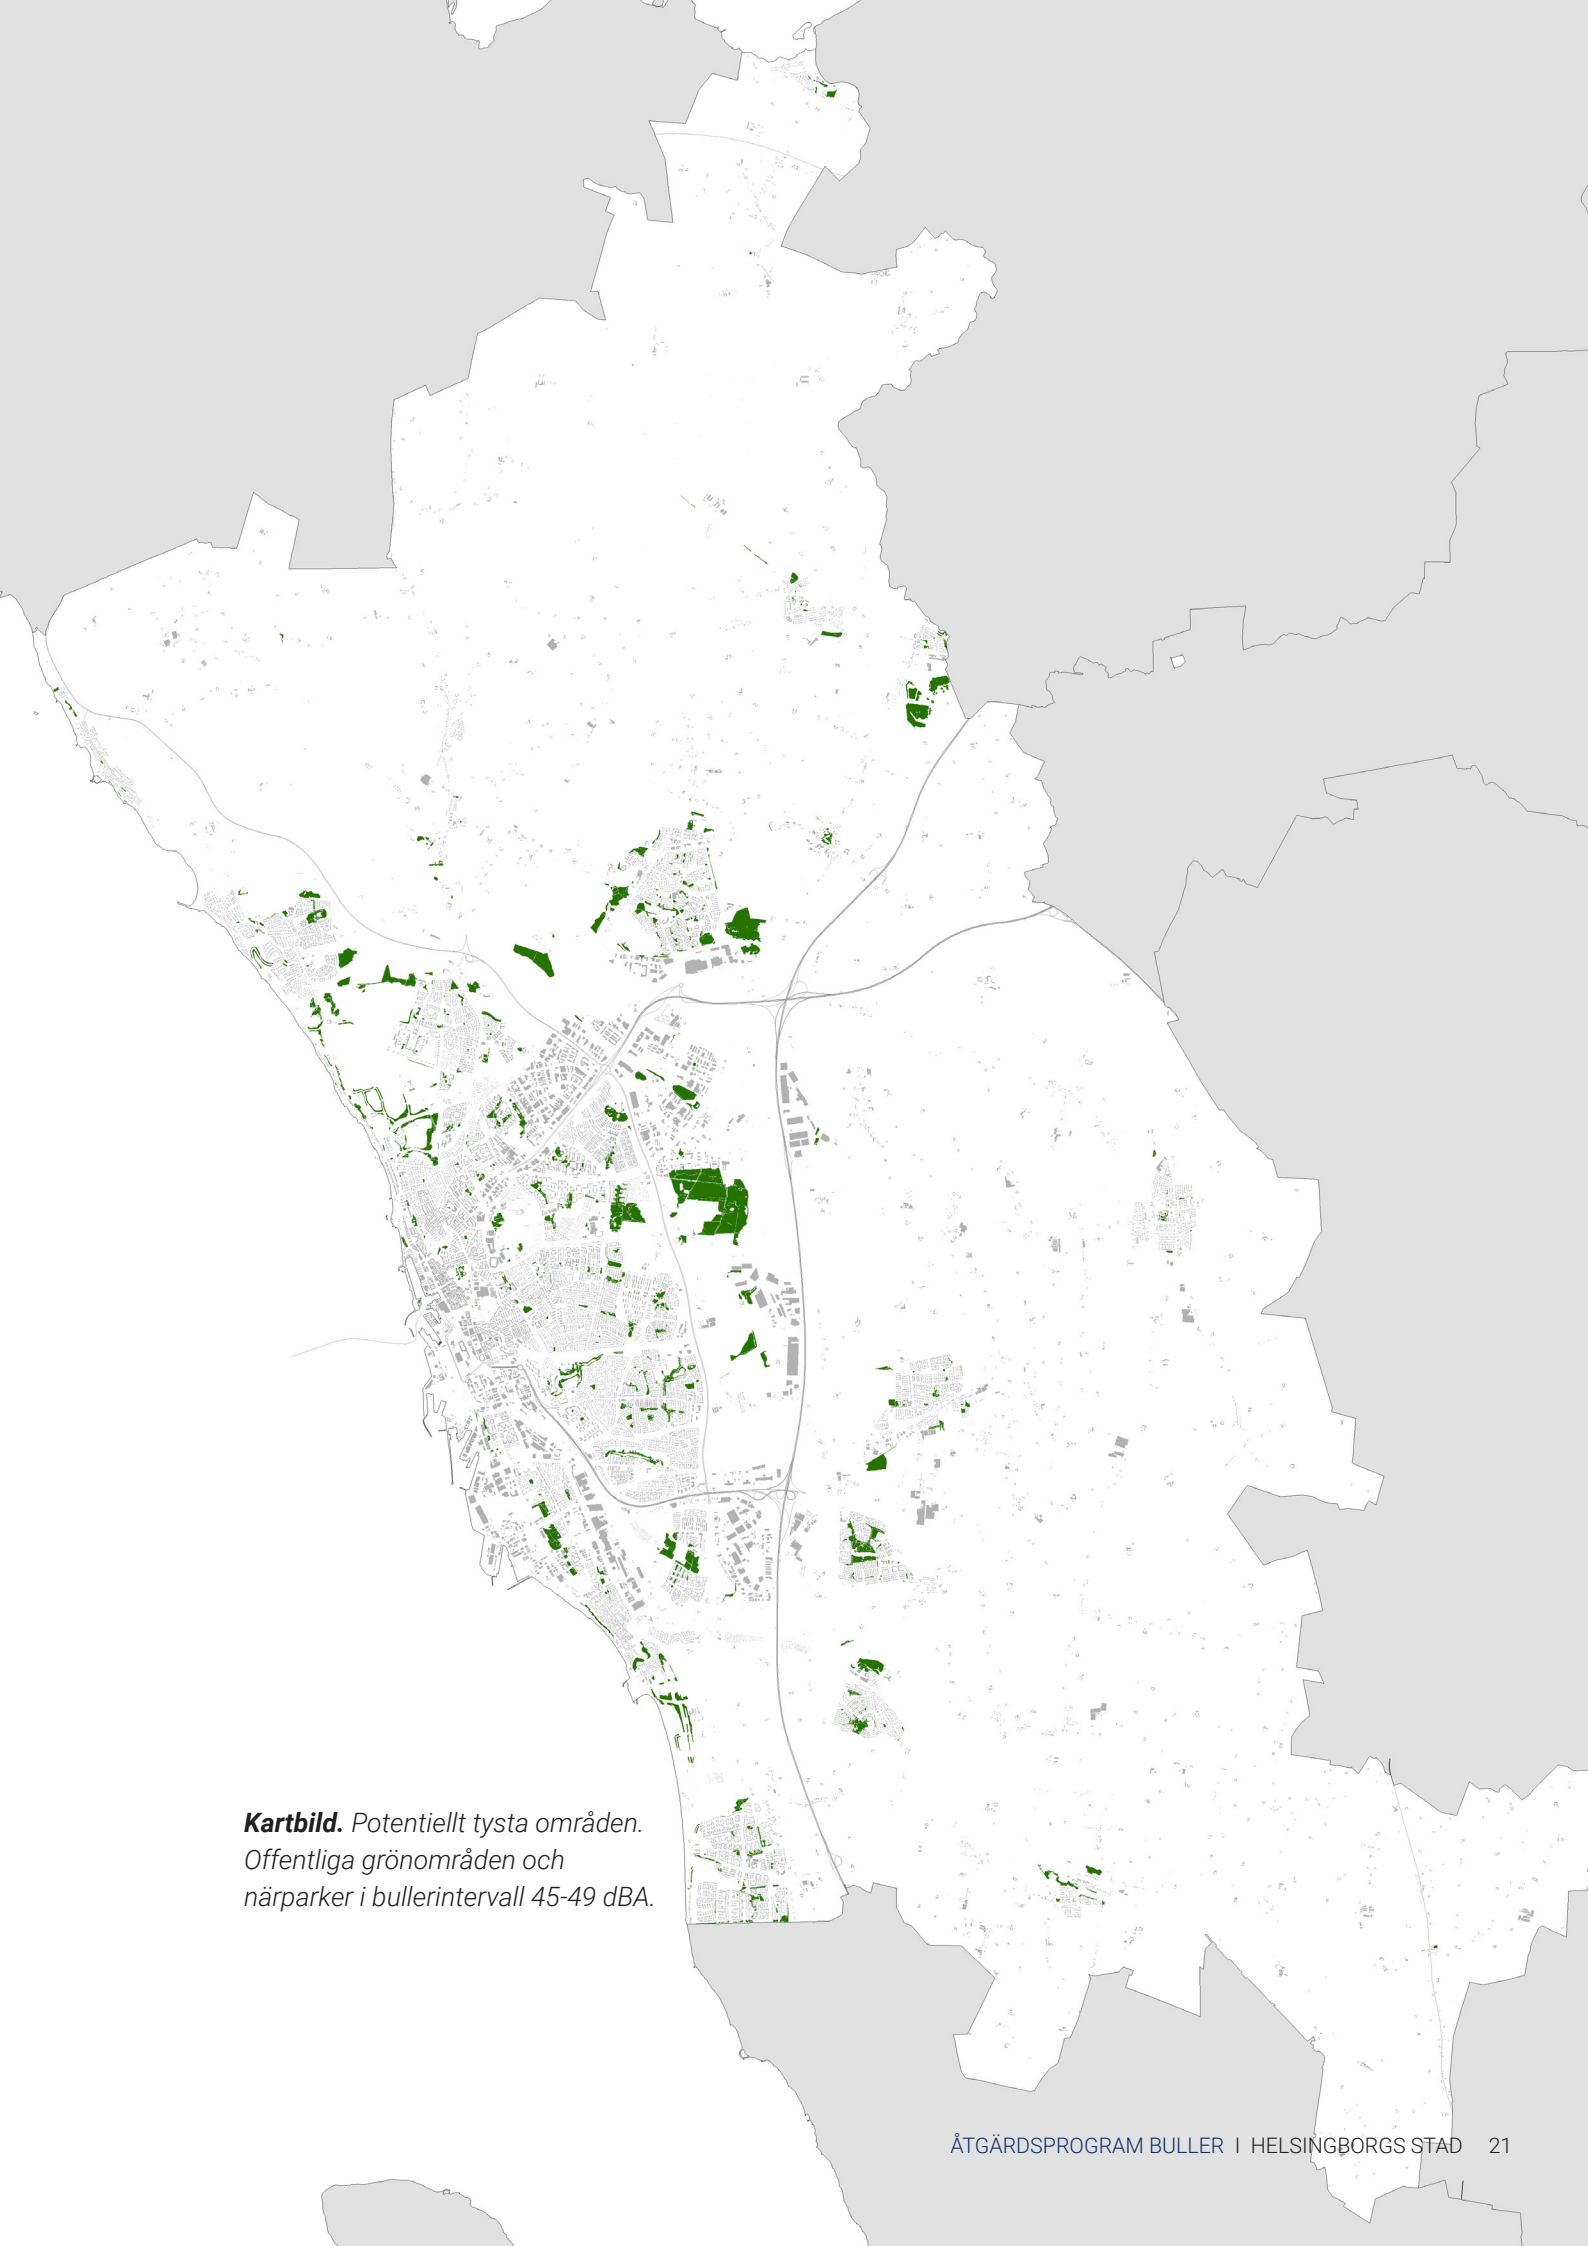 Kartbild. Potentiellt tysta områden.
Offentliga grönområden och
närparker i bullerintervall 45-49 dBA.
ÅTGÄRDSPROGRAM BULLER I HELSINGBORGS STAD 21